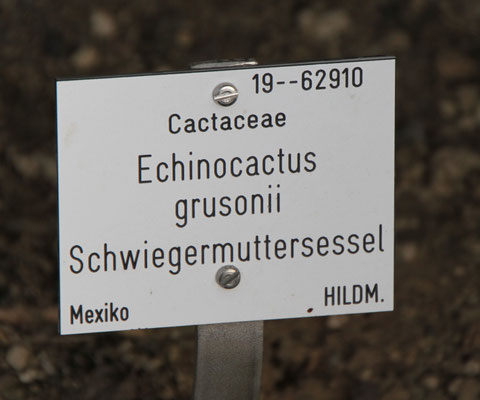 19--62910
Cactaceae
Echinocactus
grusonii
Schwiegermuttersessel
Mexiko HILDM.